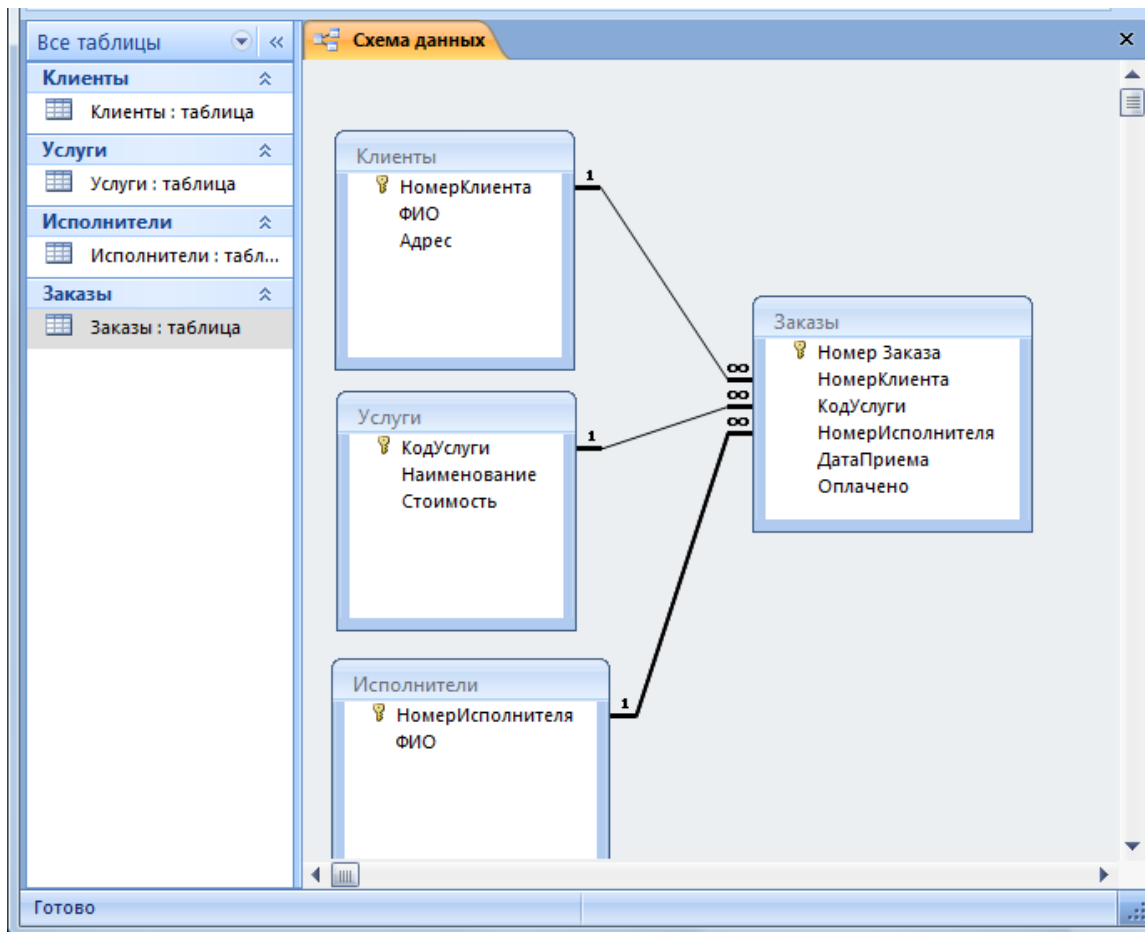 Все таблицы
Клиенты
Клиенты : таблица
Услуги
Услуги : таблица
Исполнители
Исполнители : табл...
Заказы
Заказы : таблица
Схема данных
Клиенты
НомерКлиента
ФИО
Адрес
1
Услуги
КодУслуги
Наименование
Стоимость
1
Исполнители
НомерИсполнителя
ФИО
1
Заказы
Номер Заказа
НомерКлиента
КодУслуги
НомерИсполнителя
ДатаПриема
Оплачено
∞
∞
∞
Готово